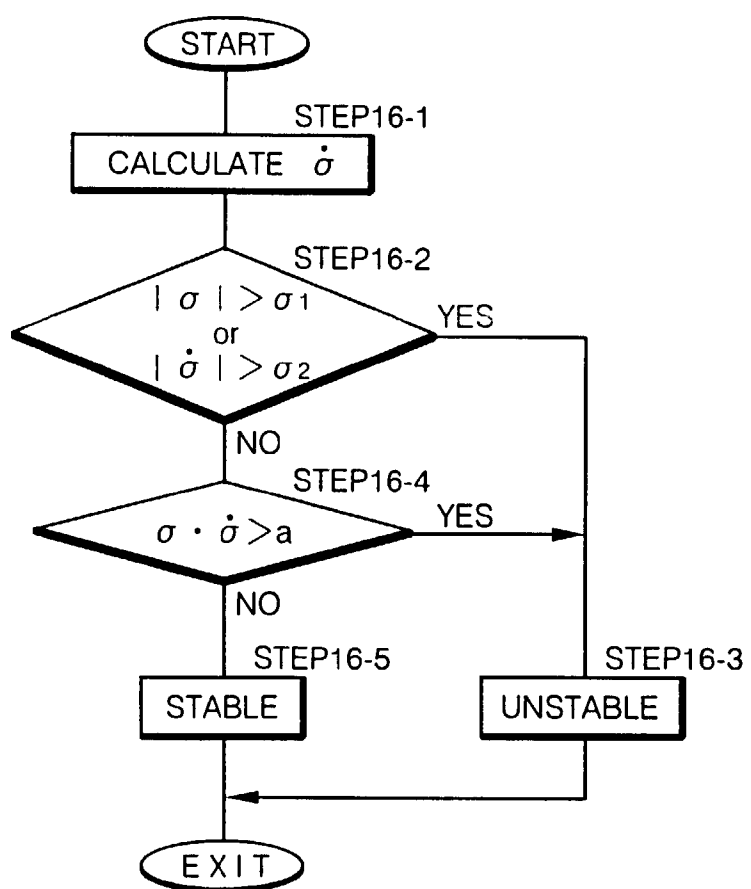 START
STEP16-1
CALCULATE σ̇
STEP16-2
| σ | > σ1
or
| σ̇ | > σ2
YES
NO
STEP16-4
σ · σ̇ > a
YES
NO
STEP16-5
STABLE
STEP16-3
UNSTABLE
EXIT